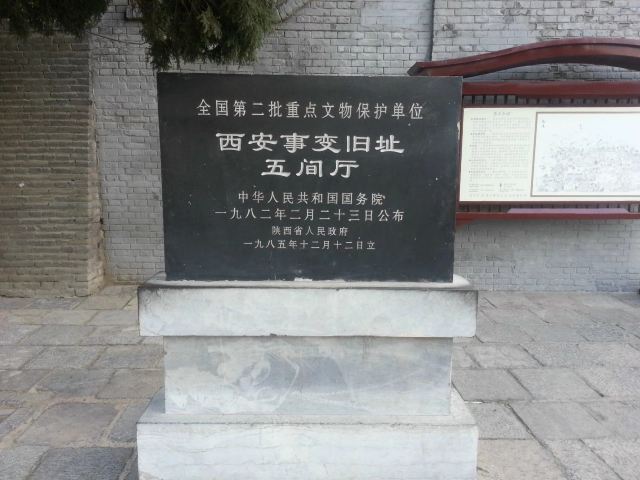 全国第二批重点文物保护单位
西安事变旧址
五间厅
中华人民共和国国务院
一九八二年二月二十三日公布
陕西省人民政府
一九八五年十二月十二日立